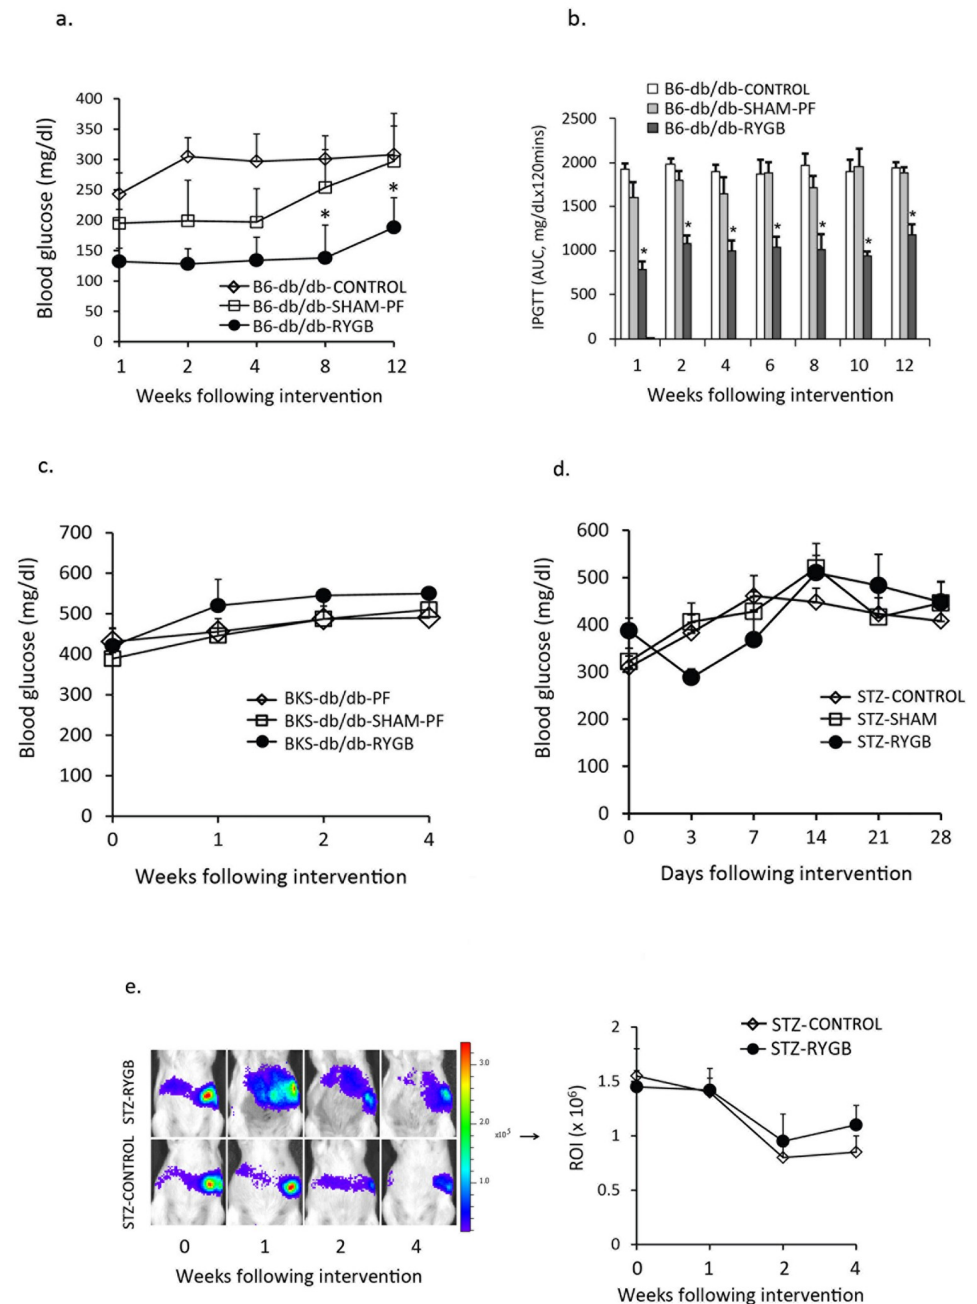 a.
400
350
300
250
200
150
100
50
0
Blood glucose (mg/dl)
*
*
B6-db/db-CONTROL
B6-db/db-SHAM-PF
B6-db/db-RYGB
1 2 4 8 12
Weeks following intervention
b.
B6-db/db-CONTROL
B6-db/db-SHAM-PF
B6-db/db-RYGB
2500
2000
1500
1000
500
0
IPGTT (AUC, mg/dLx120mins)
* * * * * * *
1 2 4 6 8 10 12
Weeks following intervention
c.
700
600
500
400
300
200
100
0
Blood glucose (mg/dl)
BKS-db/db-PF
BKS-db/db-SHAM-PF
BKS-db/db-RYGB
0 1 2 4
Weeks following intervention
d.
600
500
400
300
200
100
0
Blood glucose (mg/dl)
STZ-CONTROL
STZ-SHAM
STZ-RYGB
0 3 7 14 21 28
Days following intervention
e.
STZ-RYGB
STZ-CONTROL
3.0
2.0
x10⁵
1.0
→
0 1 2 4
Weeks following intervention
STZ-CONTROL
STZ-RYGB
2
1.5
1
0.5
0
ROI (x 10⁶)
0 1 2 4
Weeks following intervention